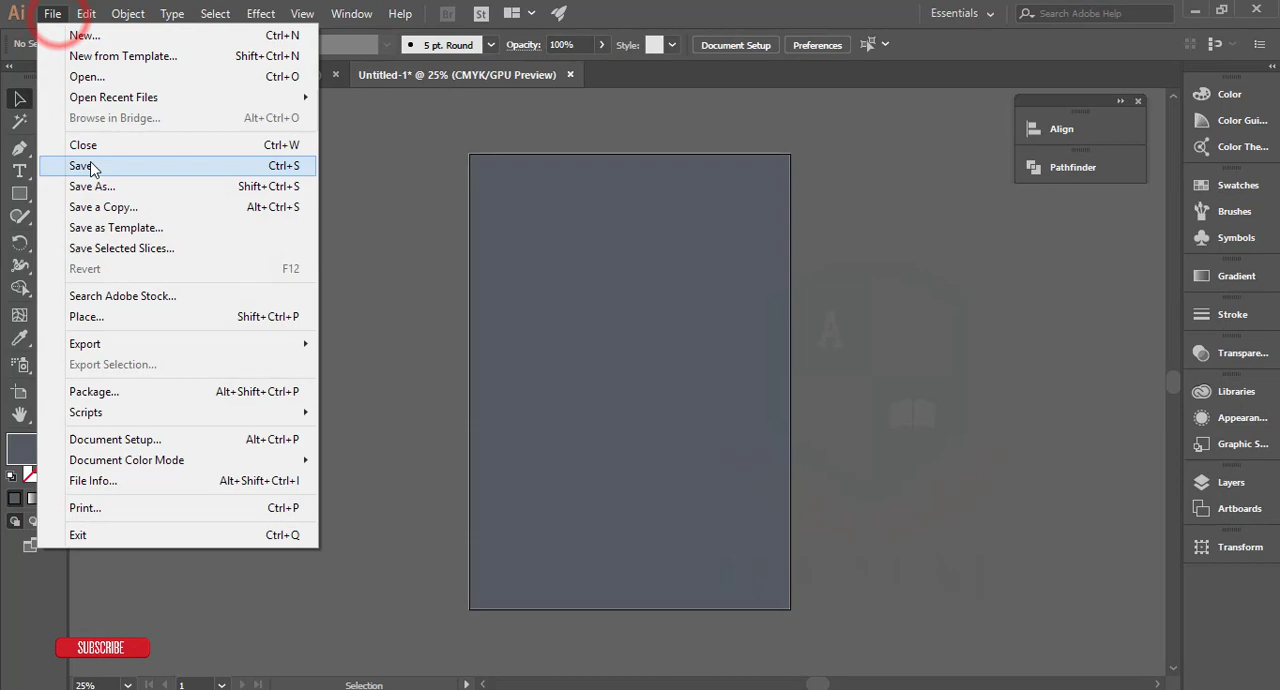 Ai File Edit Object Type Select Effect View Window Help Br St Essentials Search Adobe Help
No Se 5 pt. Round Opacity: 100% Style: Document Setup Preferences
Untitled-1* @ 25% (CMYK/GPU Preview)
New... Ctrl+N
New from Template... Shift+Ctrl+N
Open... Ctrl+O
Open Recent Files
Browse in Bridge... Alt+Ctrl+O
Close Ctrl+W
Save Ctrl+S
Save As... Shift+Ctrl+S
Save a Copy... Alt+Ctrl+S
Save as Template...
Save Selected Slices...
Revert F12
Search Adobe Stock...
Place... Shift+Ctrl+P
Export
Export Selection...
Package... Alt+Shift+Ctrl+P
Scripts
Document Setup... Alt+Ctrl+P
Document Color Mode
File Info... Alt+Shift+Ctrl+I
Print... Ctrl+P
Exit Ctrl+Q
Align
Pathfinder
Color
Color Gui...
Color The...
Swatches
Brushes
Symbols
Gradient
Stroke
Transpare...
Libraries
Appearan...
Graphic S...
Layers
Artboards
Transform
A
SUBSCRIBE
25% 1 Selection